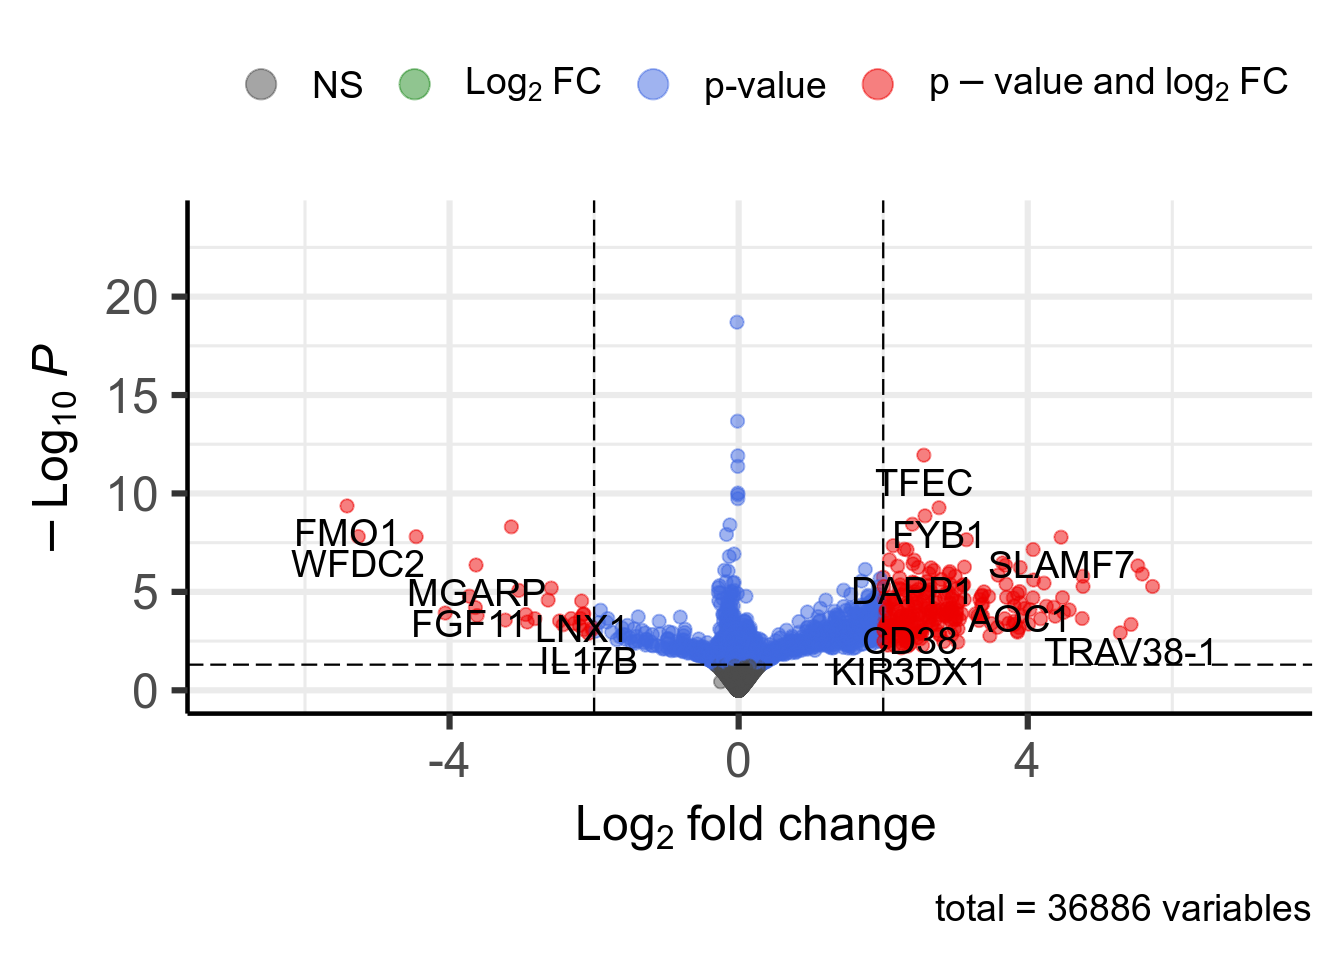 NS Log₂ FC p-value p − value and log₂ FC
− Log₁₀ P
20
15
10
5
0
TFEC
FMO1
FYB1
WFDC2
SLAMF7
MGARP
DAPP1
FGF11
LNX1
AOC1
CD38
TRAV38-1
IL17B
KIR3DX1
-4 0 4
Log₂ fold change
total = 36886 variables